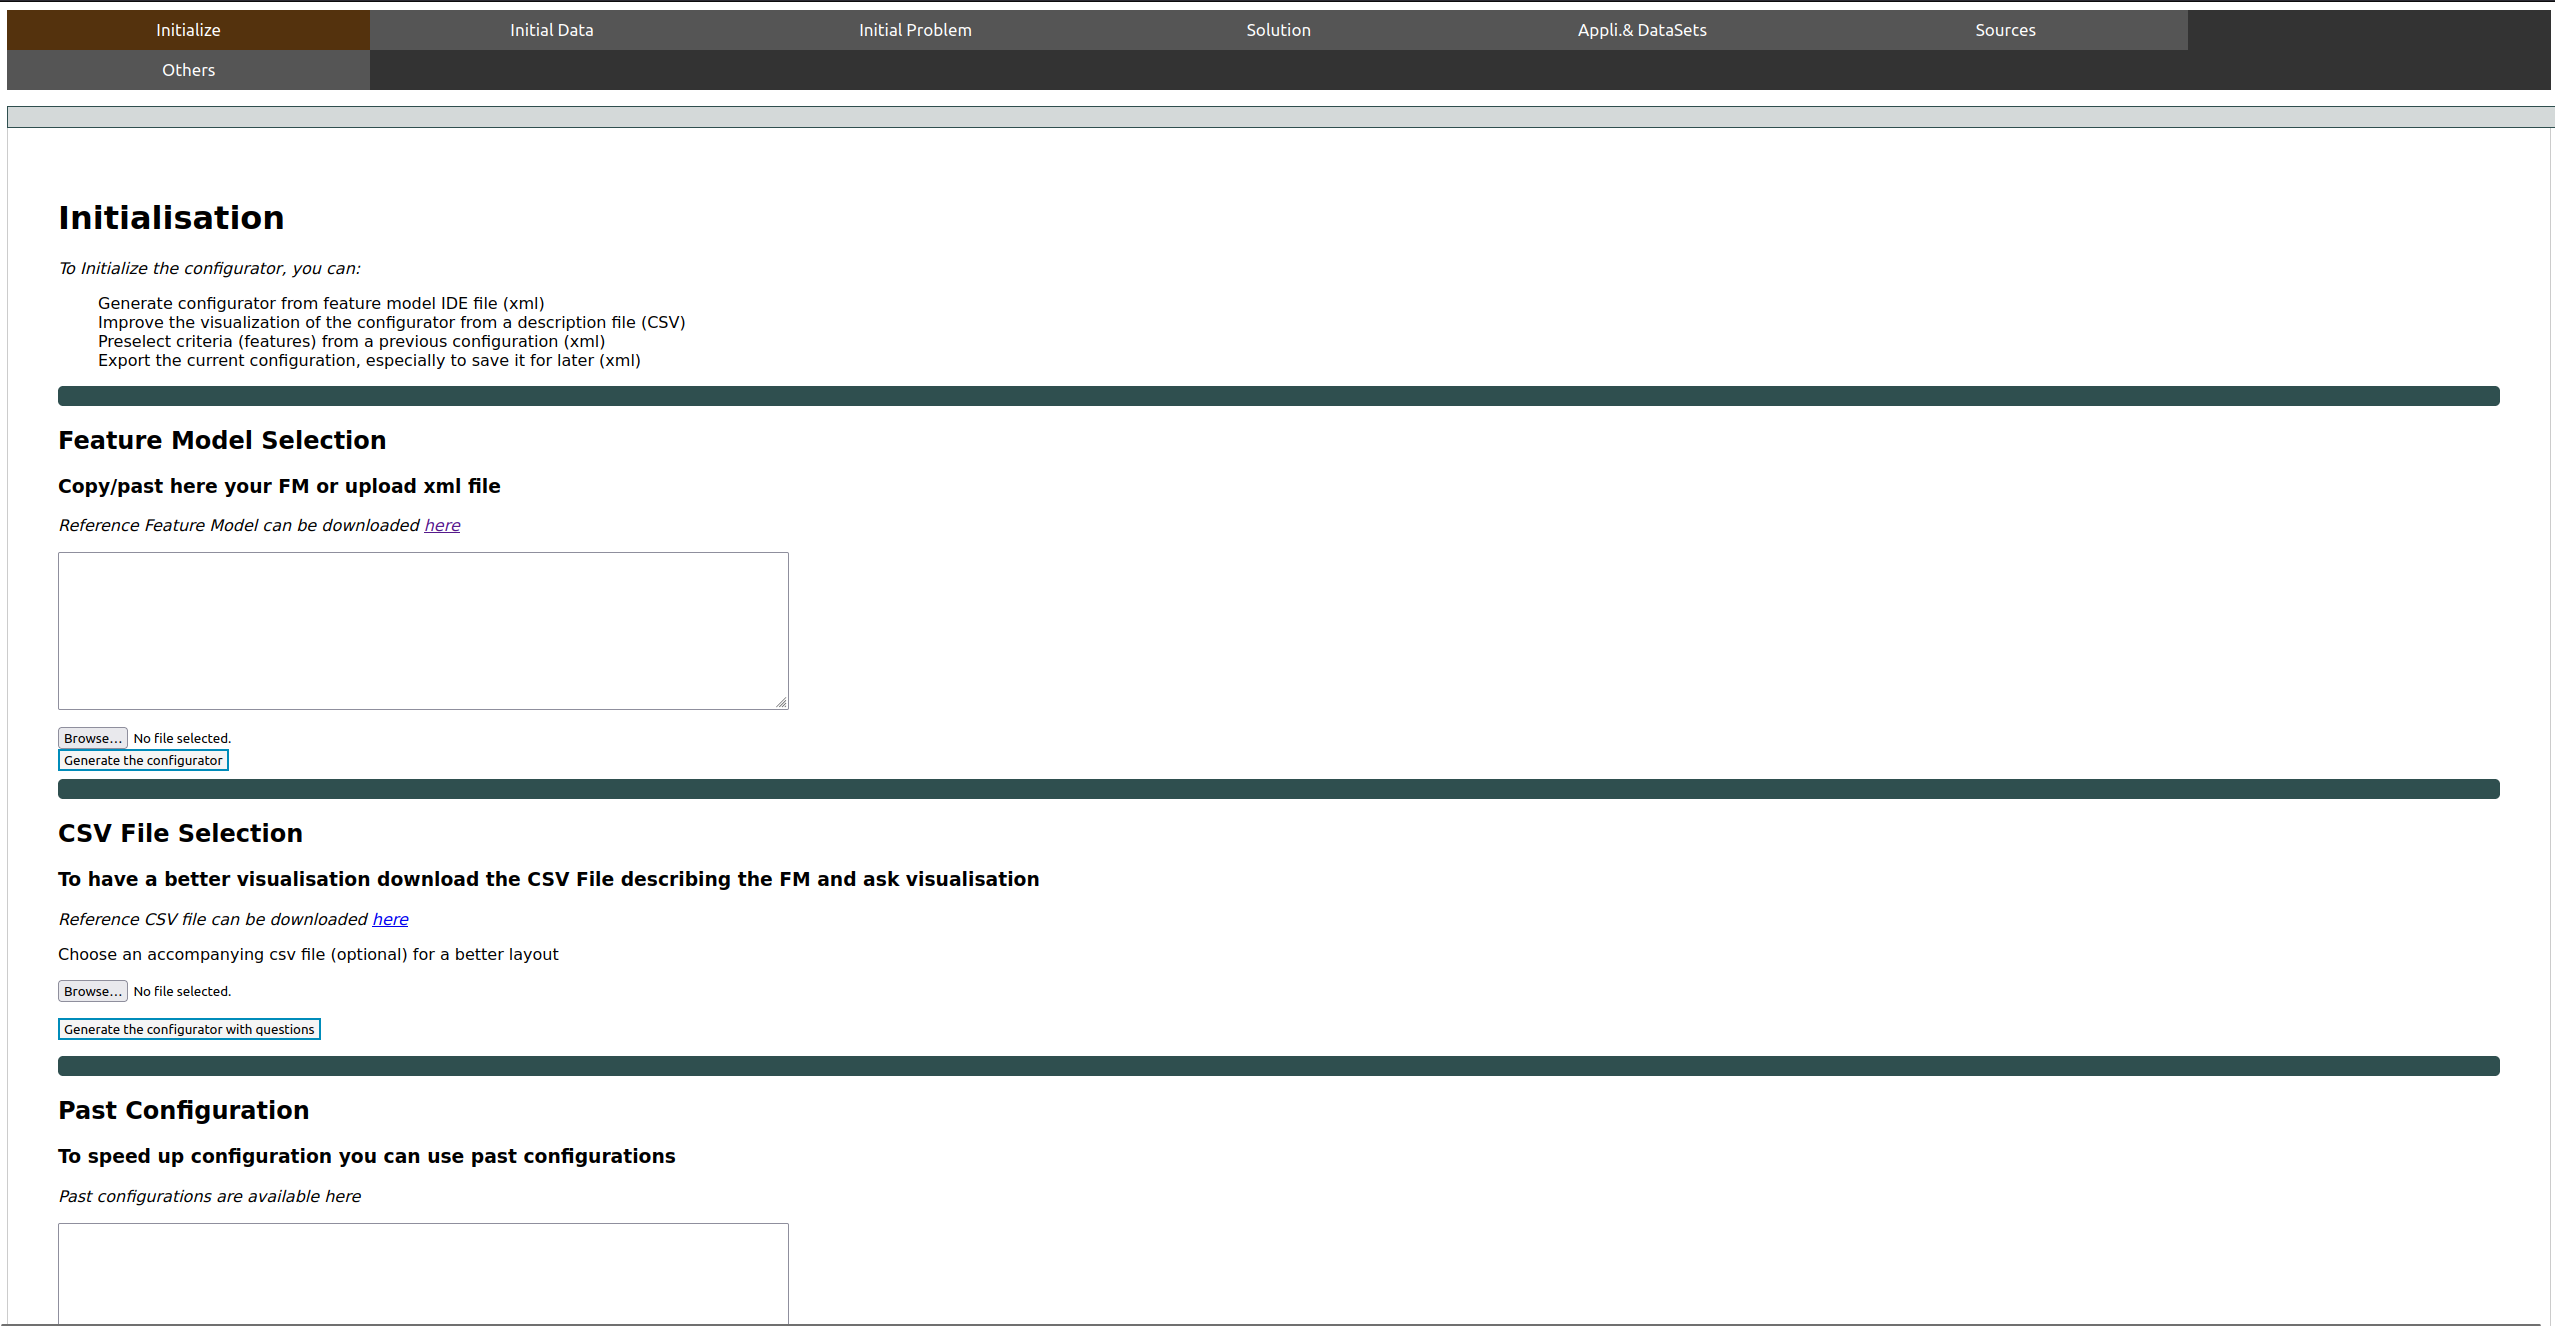 Initialize Initial Data Initial Problem Solution Appli.& DataSets Sources
Others
Initialisation
To Initialize the configurator, you can:
Generate configurator from feature model IDE file (xml)
Improve the visualization of the configurator from a description file (CSV)
Preselect criteria (features) from a previous configuration (xml)
Export the current configuration, especially to save it for later (xml)
Feature Model Selection
Copy/past here your FM or upload xml file
Reference Feature Model can be downloaded here
Browse... No file selected.
Generate the configurator
CSV File Selection
To have a better visualisation download the CSV File describing the FM and ask visualisation
Reference CSV file can be downloaded here
Choose an accompanying csv file (optional) for a better layout
Browse... No file selected.
Generate the configurator with questions
Past Configuration
To speed up configuration you can use past configurations
Past configurations are available here